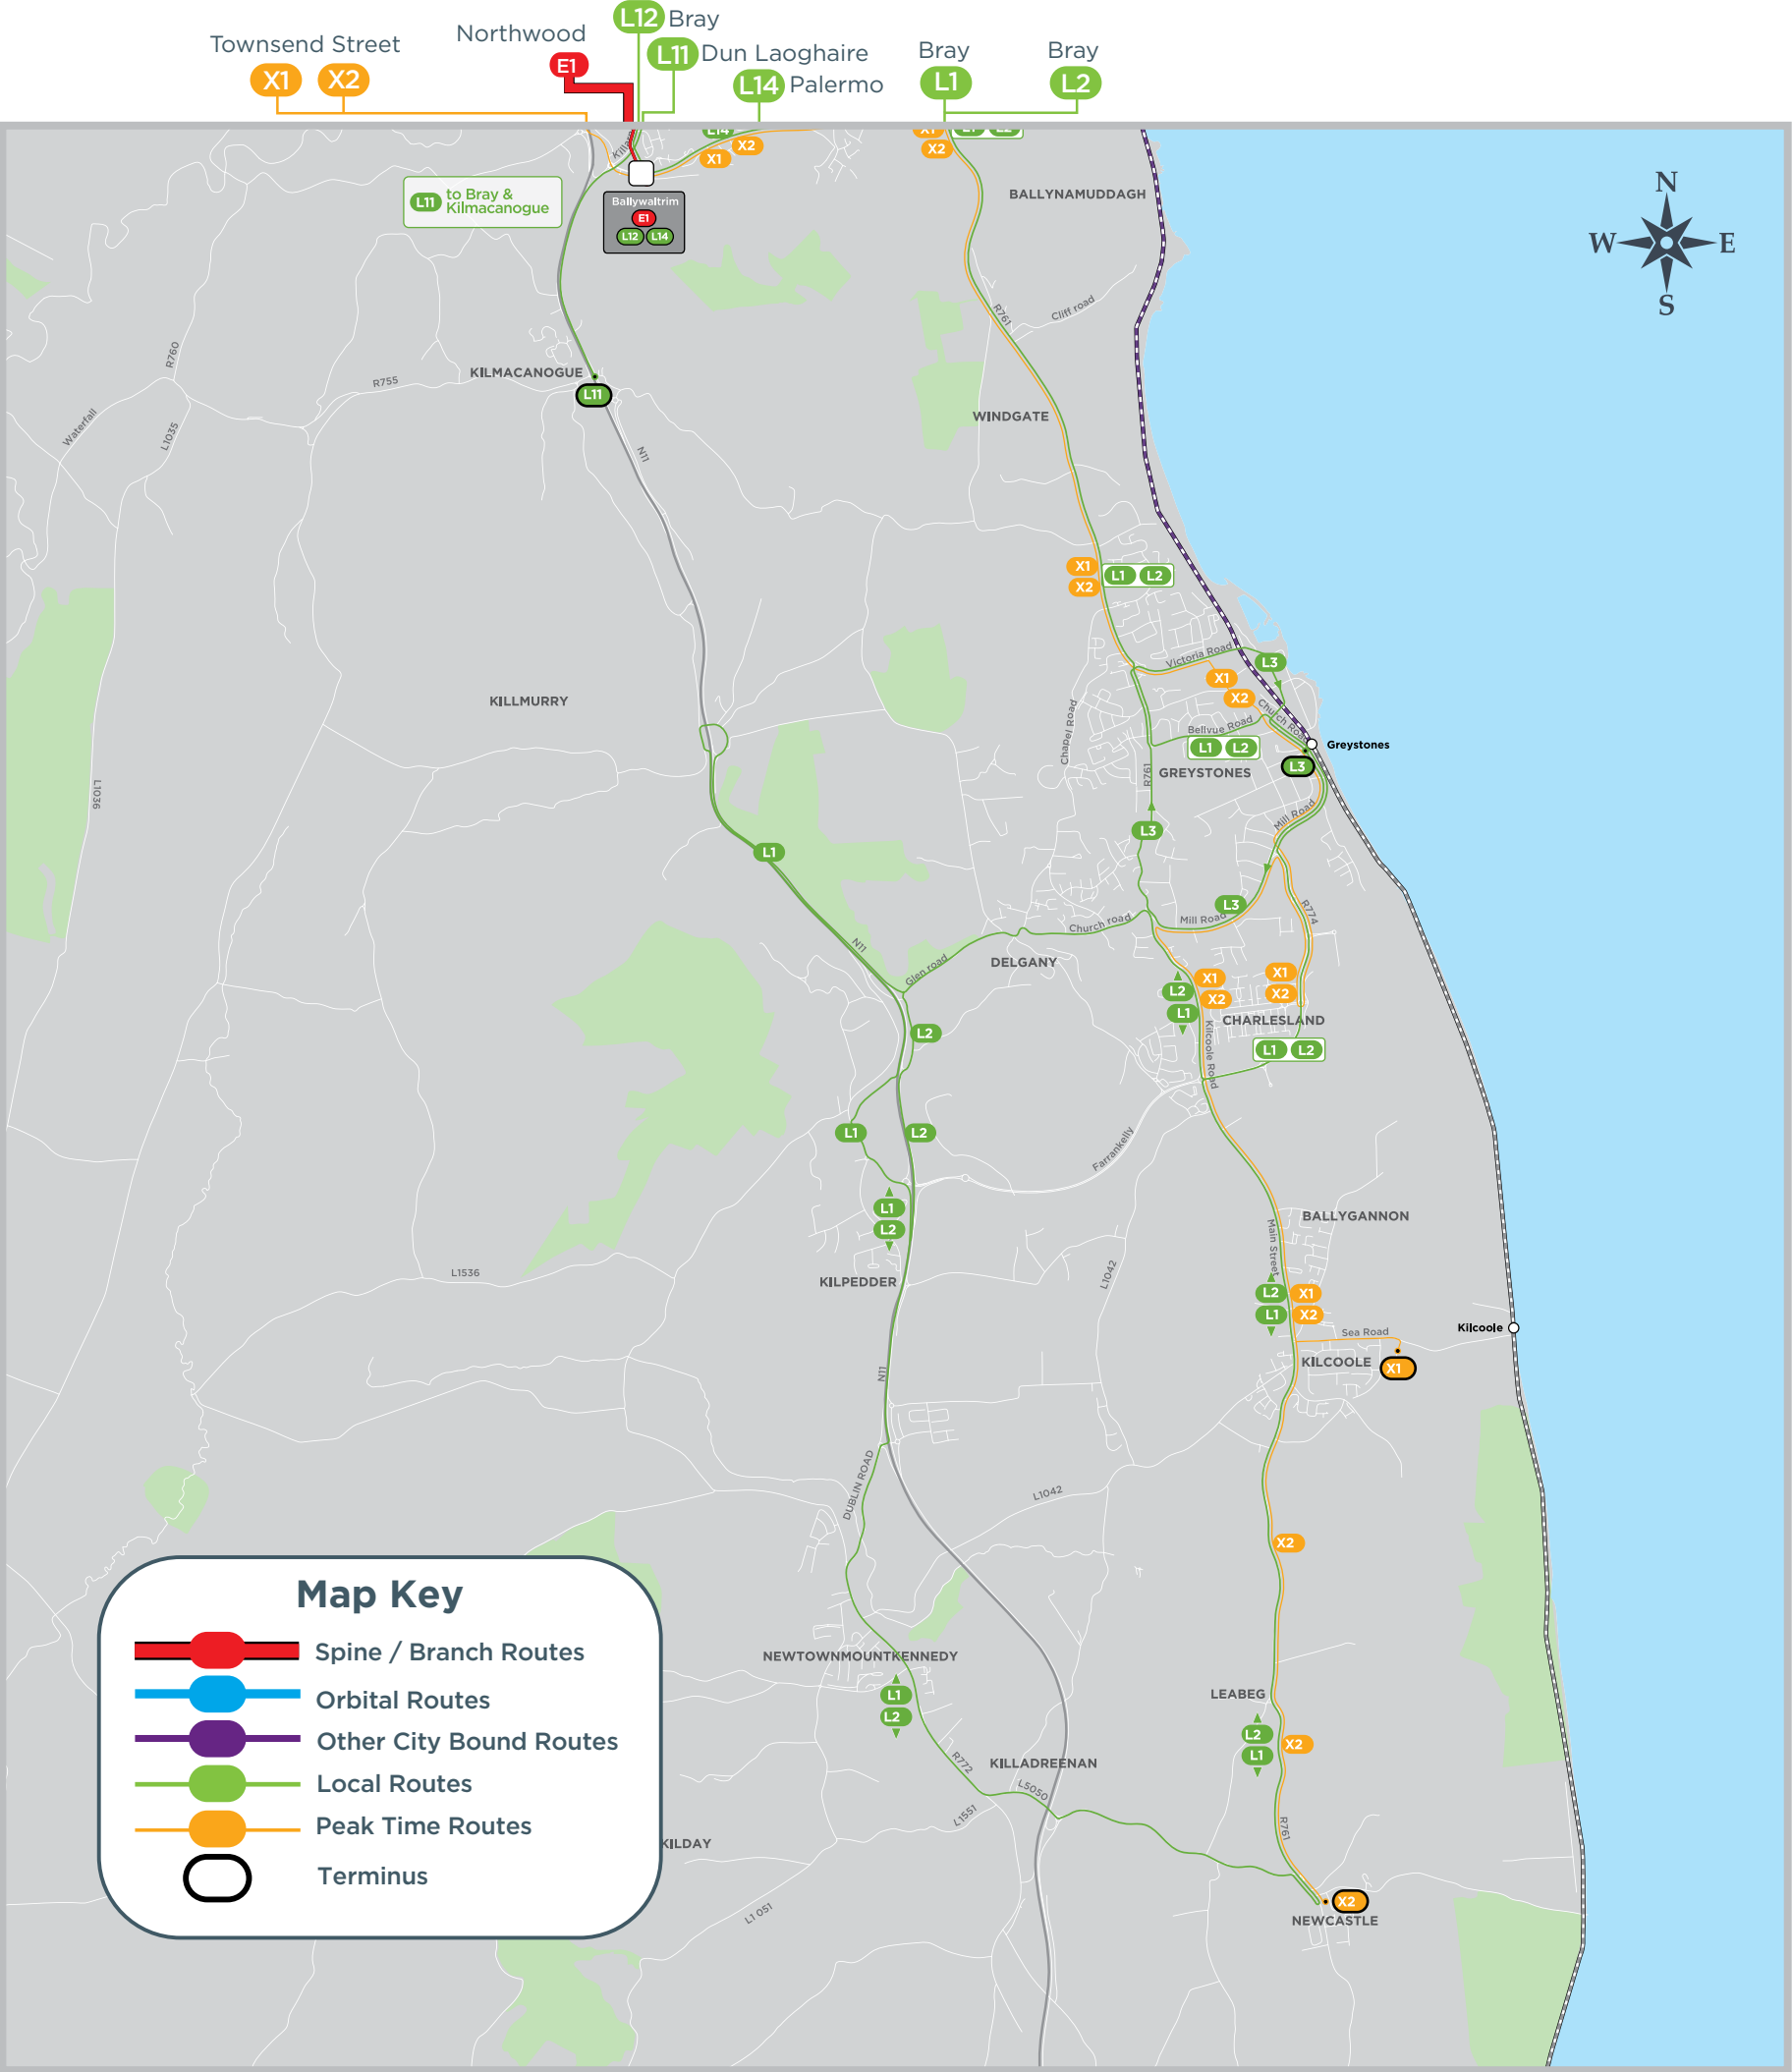 L12 Bray
Northwood
Townsend Street
L11 Dun Laoghaire
Bray
Bray
E1
X1
X2
L14 Palermo
L1
L2
L14
X1
L1 L2
X2
X2
X1
L11 to Bray &
Kilmacanogue
Ballywaltrim
E1
L12 L14
BALLYNAMUDDAGH
N
W
E
S
R761
Cliff road
R760
KILMACANOGUE
R755
L11
Waterfall
L1035
WINDGATE
N11
X1
X2
L1 L2
Victoria Road
L3
X1
X2
KILLMURRY
Chapel Road
Church Road
Bellvue Road
L1 L2
Greystones
L3
GREYSTONES
R761
L1036
Mill Road
L3
L1
L3
Mill Road
R774
Church road
N11
Glen road
DELGANY
X1
X2
X1
X2
L2
L1
CHARLESLAND
L2
Kilcoole Road
L1 L2
L1
L2
Farrankelly
L1
L2
BALLYGANNON
Main Street
L1536
KILPEDDER
L1042
L2
L1
X1
X2
Sea Road
Kilcoole
KILCOOLE
X1
N11
DUBLIN ROAD
L1042
X2
Map Key
Spine / Branch Routes
Orbital Routes
Other City Bound Routes
Local Routes
Peak Time Routes
Terminus
NEWTOWNMOUNTKENNEDY
L1
L2
LEABEG
L2
L1
X2
R772
KILLADREENAN
L5050
L1551
R761
KILDAY
L1 051
X2
NEWCASTLE